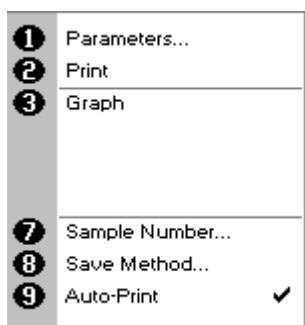 1 Parameters...
2 Print
3 Graph
7 Sample Number...
8 Save Method...
9 Auto-Print ✔